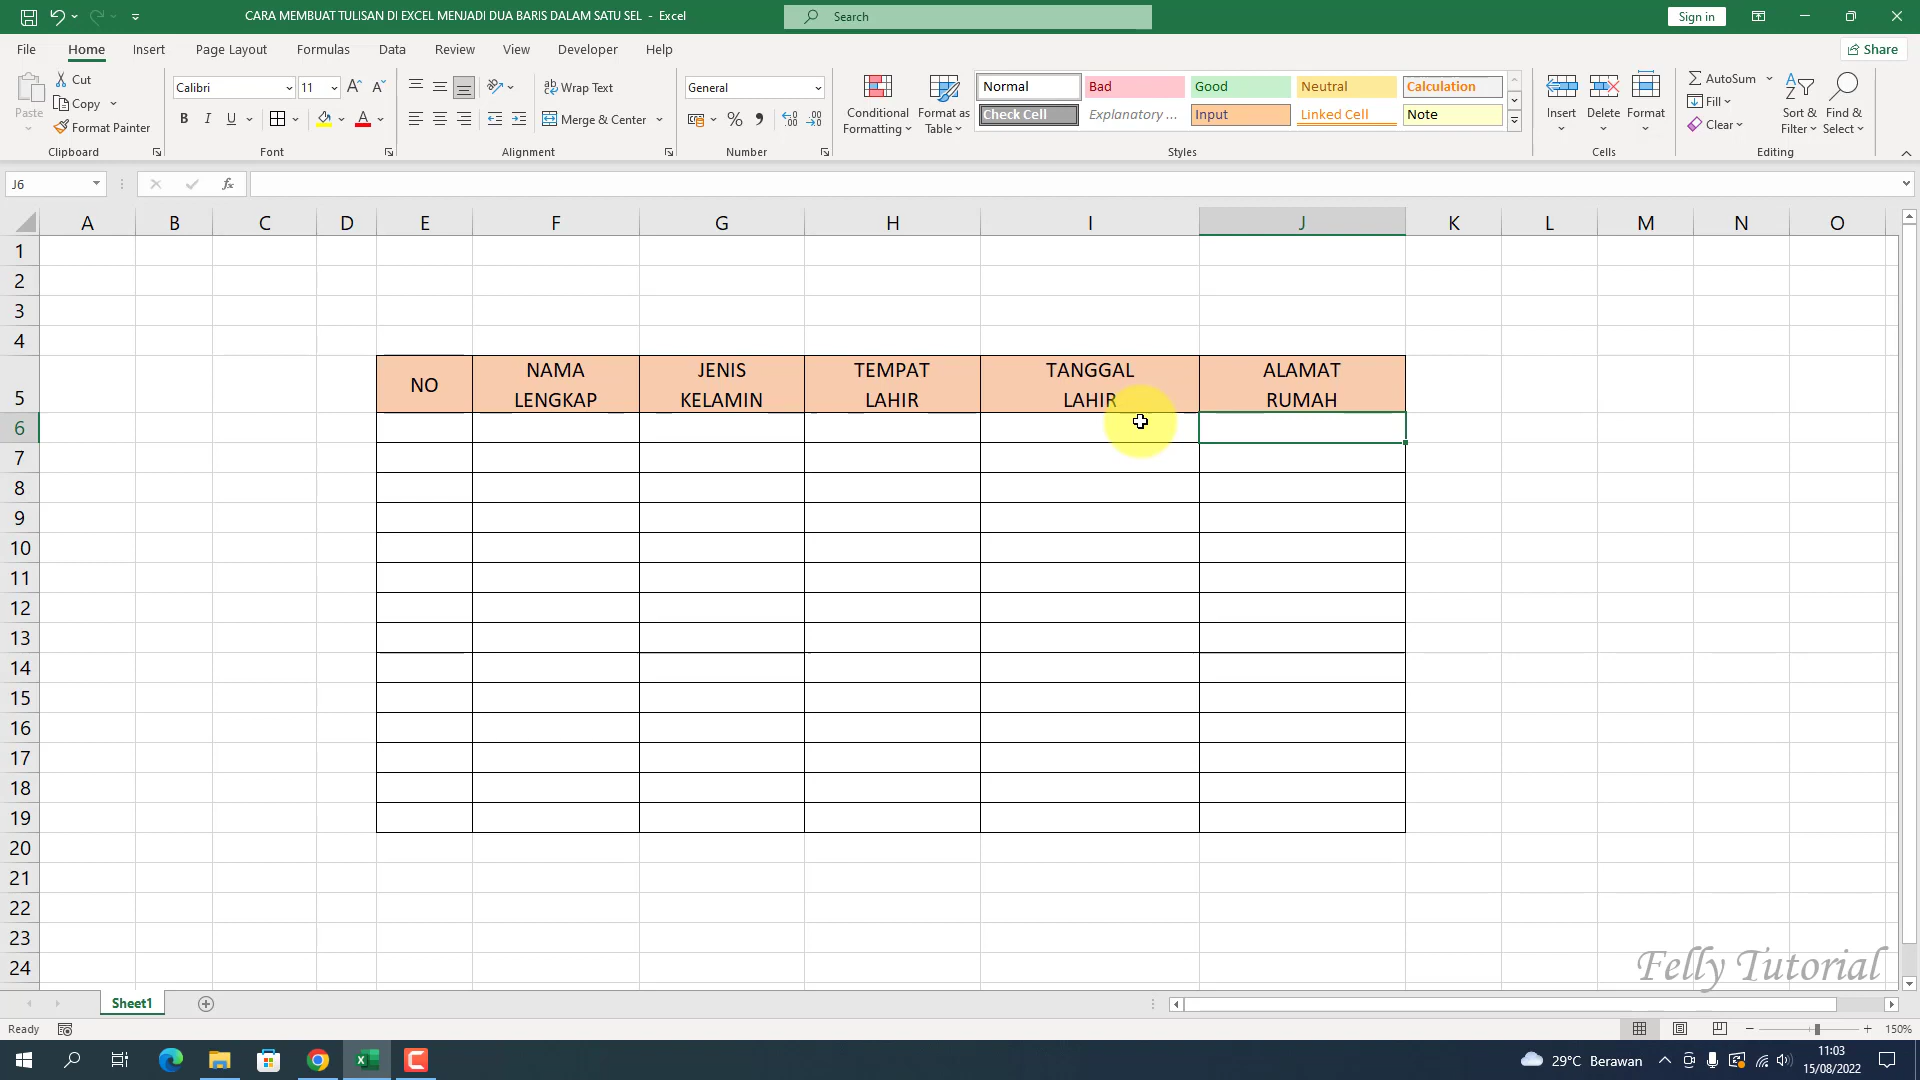 CARA MEMBUAT TULISAN DI EXCEL MENJADI DUA BARIS DALAM SATU SEL - Excel
Search
Sign in
File Home Insert Page Layout Formulas Data Review View Developer Help
Share
Paste
Cut
Copy
Format Painter
Clipboard
Calibri 11
B I U
Font
Wrap Text
Merge & Center
Alignment
General
Number
Conditional Formatting
Format as Table
Normal Bad Good Neutral Calculation
Check Cell Explanatory ... Input Linked Cell Note
Styles
Insert Delete Format
Cells
AutoSum
Fill
Clear
Sort & Filter
Find & Select
Editing
J6
fx
A B C D E F G H I J K L M N O
1
2
3
4
5
NO
NAMA
LENGKAP
JENIS
KELAMIN
TEMPAT
LAHIR
TANGGAL
LAHIR
ALAMAT
RUMAH
6
7
8
9
10
11
12
13
14
15
16
17
18
19
20
21
22
23
24
Felly Tutorial
Sheet1
Ready
150%
29°C Berawan
11:03
15/08/2022